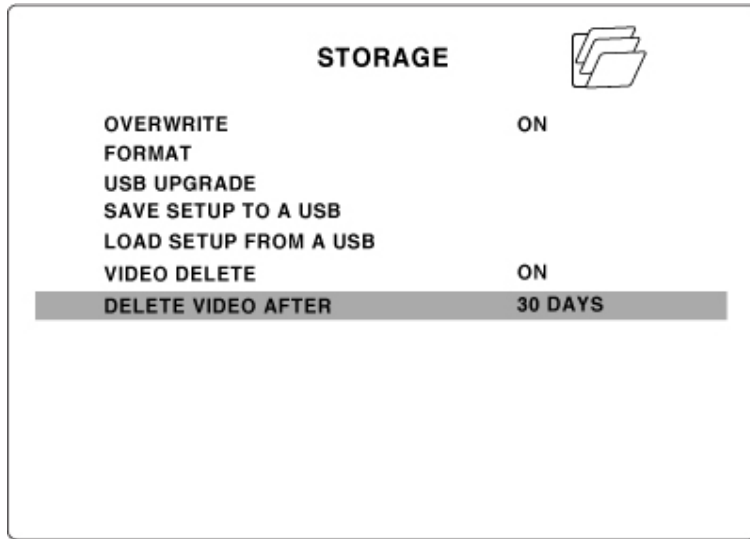 STORAGE
OVERWRITE ON
FORMAT
USB UPGRADE
SAVE SETUP TO A USB
LOAD SETUP FROM A USB
VIDEO DELETE ON
DELETE VIDEO AFTER 30 DAYS